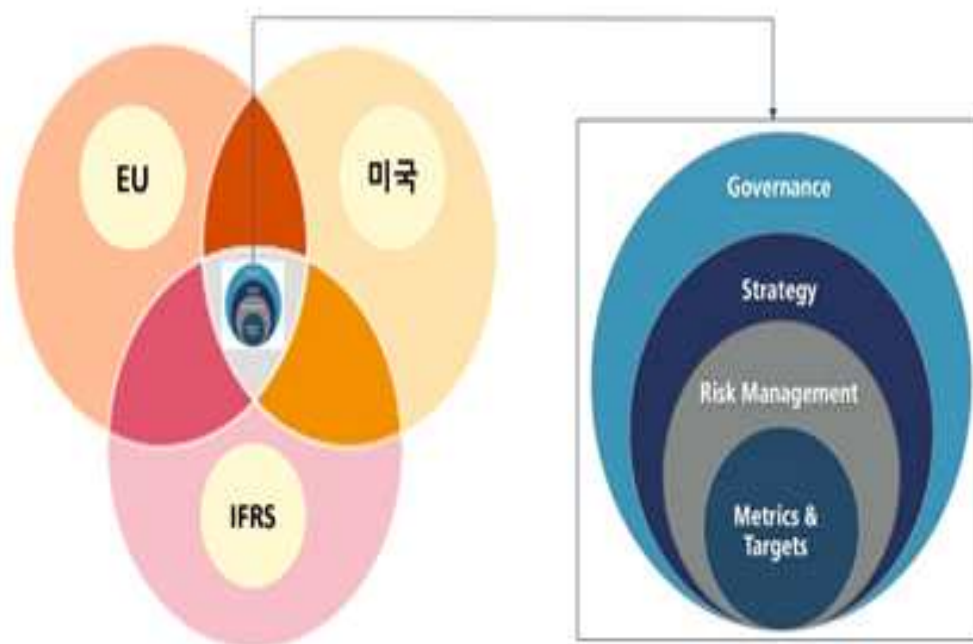 EU
미국
IFRS
Governance
Strategy
Risk Management
Metrics &
Targets